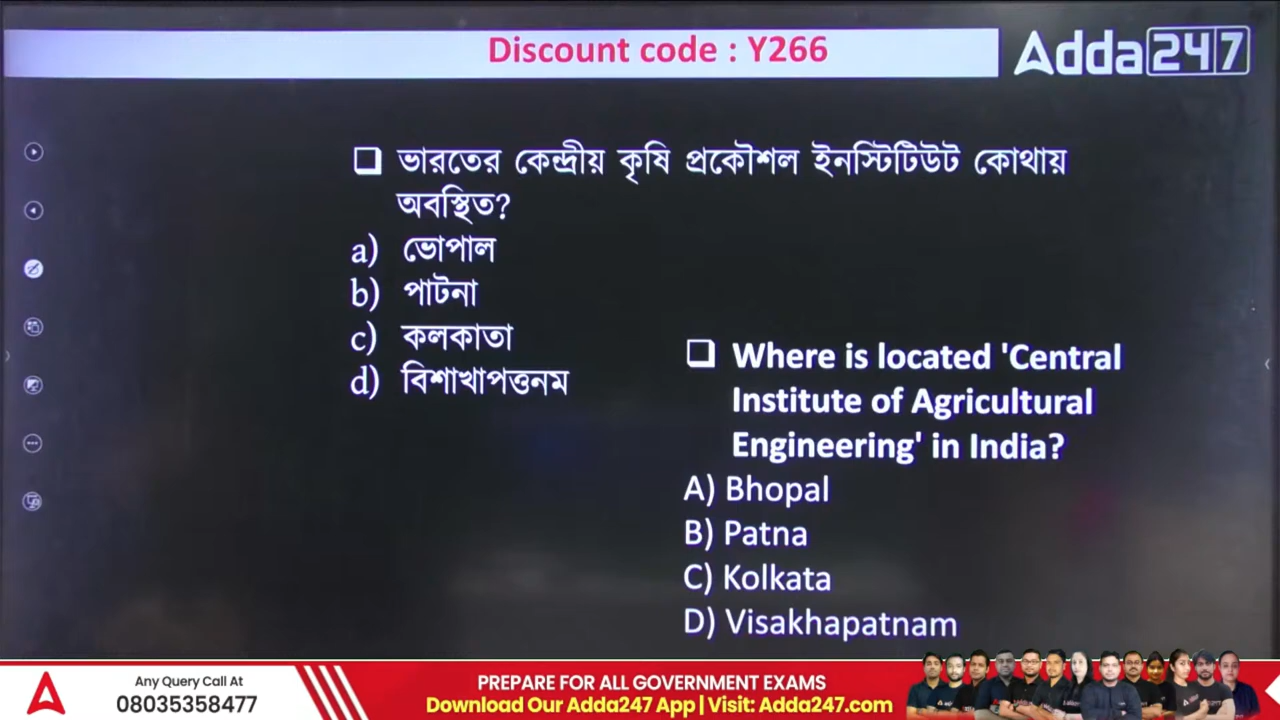 Discount code : Y266
Adda247
ভারতের কেন্দ্রীয় কৃষি প্রকৌশল ইনস্টিটিউট কোথায়
অবস্থিত?
a) ভোপাল
b) পাটনা
c) কলকাতা
d) বিশাখাপত্তনম
Where is located 'Central
Institute of Agricultural
Engineering' in India?
A) Bhopal
B) Patna
C) Kolkata
D) Visakhapatnam
Any Query Call At
08035358477
PREPARE FOR ALL GOVERNMENT EXAMS
Download Our Adda247 App | Visit: Adda247.com